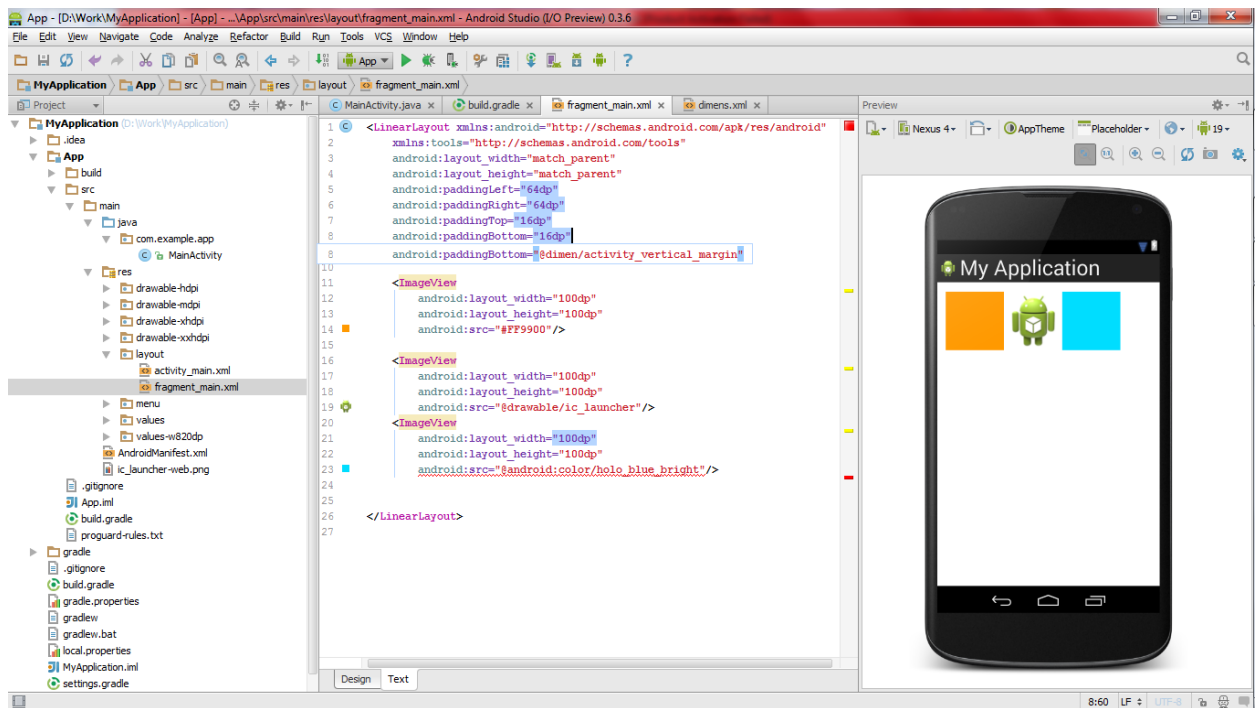 App - [D:\Work\MyApplication] - [App] - ...\App\src\main\res\layout\fragment_main.xml - Android Studio (I/O Preview) 0.3.6
File Edit View Navigate Code Analyze Refactor Build Run Tools VCS Window Help
App
MyApplication App src main res layout fragment_main.xml
Project
MainActivity.java build.gradle fragment_main.xml dimens.xml
Preview
MyApplication (D:\Work\MyApplication)
.idea
App
build
src
main
java
com.example.app
MainActivity
res
drawable-hdpi
drawable-mdpi
drawable-xhdpi
drawable-xxhdpi
layout
activity_main.xml
fragment_main.xml
menu
values
values-w820dp
AndroidManifest.xml
ic_launcher-web.png
.gitignore
App.iml
build.gradle
proguard-rules.txt
gradle
.gitignore
build.gradle
gradle.properties
gradlew
gradlew.bat
local.properties
MyApplication.iml
settings.gradle
1 <LinearLayout xmlns:android="http://schemas.android.com/apk/res/android"
2 xmlns:tools="http://schemas.android.com/tools"
3 android:layout_width="match_parent"
4 android:layout_height="match_parent"
5 android:paddingLeft="64dp"
6 android:paddingRight="64dp"
7 android:paddingTop="16dp"
8 android:paddingBottom="16dp"
8 android:paddingBottom="@dimen/activity_vertical_margin"
10
11 <ImageView
12 android:layout_width="100dp"
13 android:layout_height="100dp"
14 android:src="#FF9900"/>
15
16 <ImageView
17 android:layout_width="100dp"
18 android:layout_height="100dp"
19 android:src="@drawable/ic_launcher"/>
20 <ImageView
21 android:layout_width="100dp"
22 android:layout_height="100dp"
23 android:src="@android:color/holo_blue_bright"/>
24
25
26 </LinearLayout>
27
Design Text
Nexus 4 AppTheme Placeholder 19
My Application
8:60 LF UTF-8